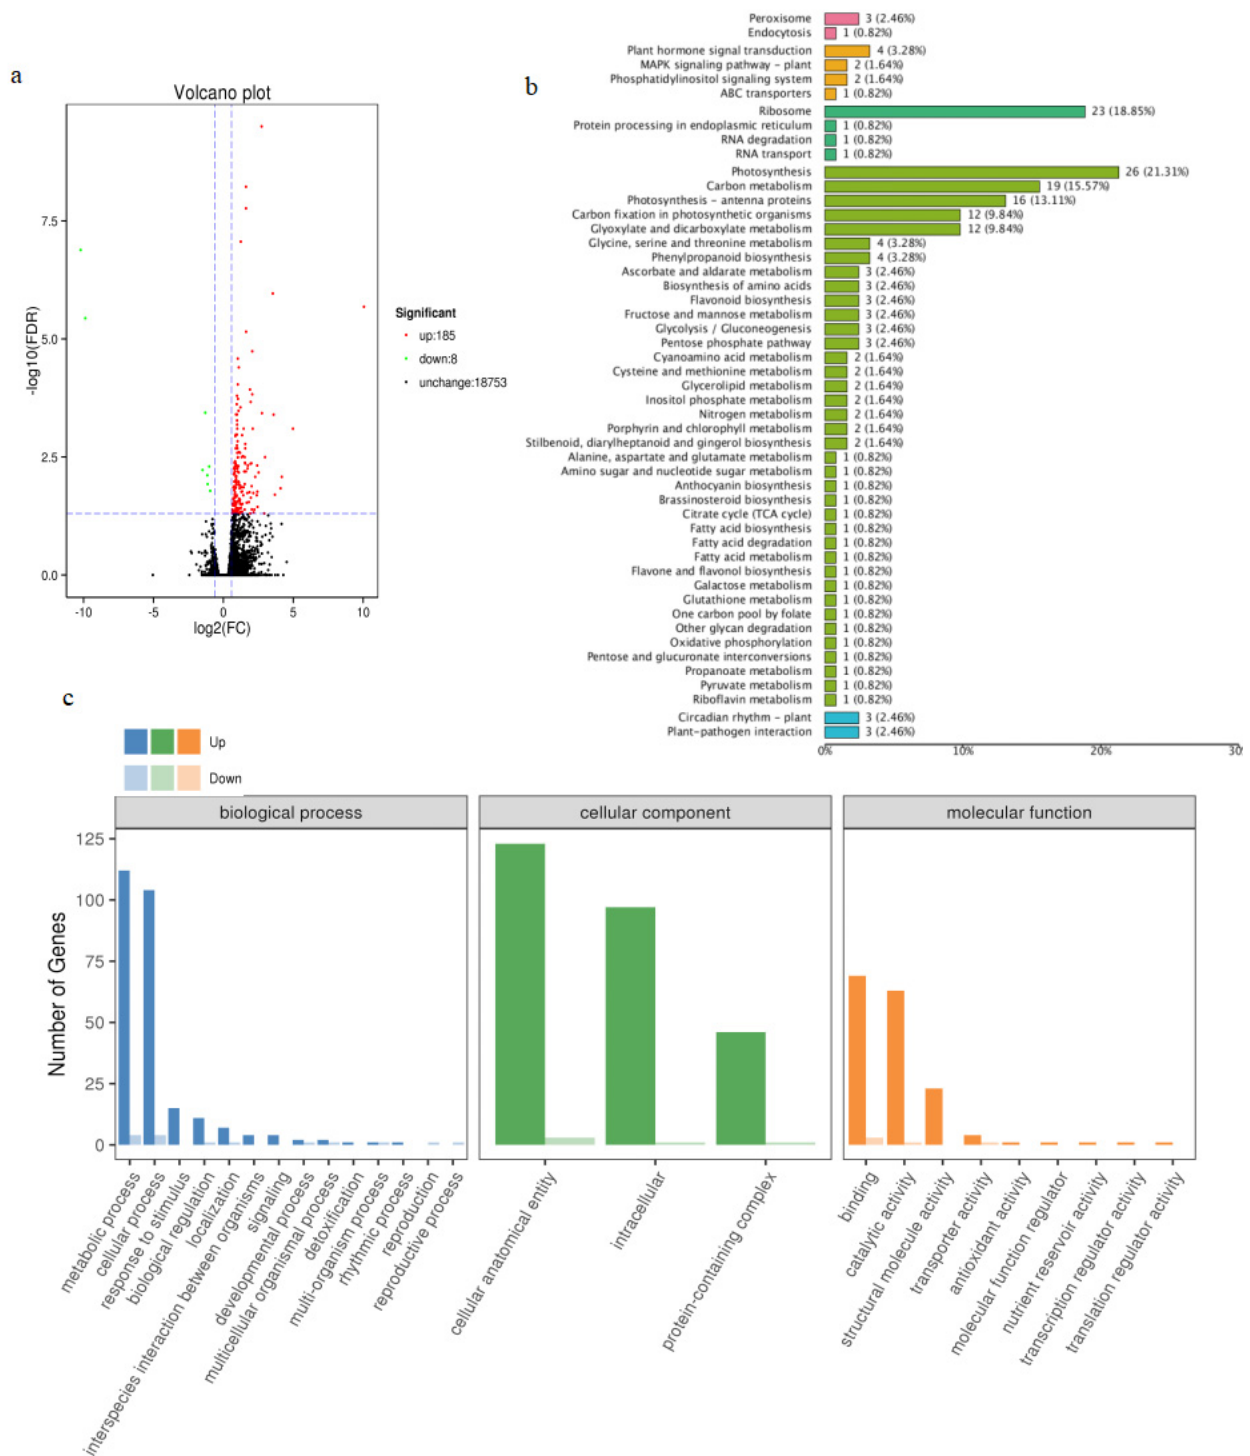 a
Volcano plot
7.5
5.0
2.5
0.0
-log10(FDR)
-10
-5
0
5
10
log2(FC)
Significant
up:185
down:8
unchange:18753
b
Peroxisome 3 (2.46%)
Endocytosis 1 (0.82%)
Plant hormone signal transduction 4 (3.28%)
MAPK signaling pathway - plant 2 (1.64%)
Phosphatidylinositol signaling system 2 (1.64%)
ABC transporters 1 (0.82%)
Ribosome 23 (18.85%)
Protein processing in endoplasmic reticulum 1 (0.82%)
RNA degradation 1 (0.82%)
RNA transport 1 (0.82%)
Photosynthesis 26 (21.31%)
Carbon metabolism 19 (15.57%)
Photosynthesis - antenna proteins 16 (13.11%)
Carbon fixation in photosynthetic organisms 12 (9.84%)
Glyoxylate and dicarboxylate metabolism 12 (9.84%)
Glycine, serine and threonine metabolism 4 (3.28%)
Phenylpropanoid biosynthesis 4 (3.28%)
Ascorbate and aldarate metabolism 3 (2.46%)
Biosynthesis of amino acids 3 (2.46%)
Flavonoid biosynthesis 3 (2.46%)
Fructose and mannose metabolism 3 (2.46%)
Glycolysis / Gluconeogenesis 3 (2.46%)
Pentose phosphate pathway 3 (2.46%)
Cyanoamino acid metabolism 2 (1.64%)
Cysteine and methionine metabolism 2 (1.64%)
Glycerolipid metabolism 2 (1.64%)
Inositol phosphate metabolism 2 (1.64%)
Nitrogen metabolism 2 (1.64%)
Porphyrin and chlorophyll metabolism 2 (1.64%)
Stilbenoid, diarylheptanoid and gingerol biosynthesis 2 (1.64%)
Alanine, aspartate and glutamate metabolism 1 (0.82%)
Amino sugar and nucleotide sugar metabolism 1 (0.82%)
Anthocyanin biosynthesis 1 (0.82%)
Brassinosteroid biosynthesis 1 (0.82%)
Citrate cycle (TCA cycle) 1 (0.82%)
Fatty acid biosynthesis 1 (0.82%)
Fatty acid degradation 1 (0.82%)
Fatty acid metabolism 1 (0.82%)
Flavone and flavonol biosynthesis 1 (0.82%)
Galactose metabolism 1 (0.82%)
Glutathione metabolism 1 (0.82%)
One carbon pool by folate 1 (0.82%)
Other glycan degradation 1 (0.82%)
Oxidative phosphorylation 1 (0.82%)
Pentose and glucuronate interconversions 1 (0.82%)
Propanoate metabolism 1 (0.82%)
Pyruvate metabolism 1 (0.82%)
Riboflavin metabolism 1 (0.82%)
Circadian rhythm - plant 3 (2.46%)
Plant-pathogen interaction 3 (2.46%)
0% 10% 20% 30
c
Up
Down
biological process
cellular component
molecular function
125
100
75
50
25
0
Number of Genes
metabolic process
cellular process
response to stimulus
biological regulation
localization
interspecies interaction between organisms
signaling
developmental process
multicellular organismal process
detoxification
multi-organism process
rhythmic process
reproduction
reproductive process
cellular anatomical entity
intracellular
protein-containing complex
binding
catalytic activity
structural molecule activity
transporter activity
antioxidant activity
molecular function regulator
nutrient reservoir activity
transcription regulator activity
translation regulator activity